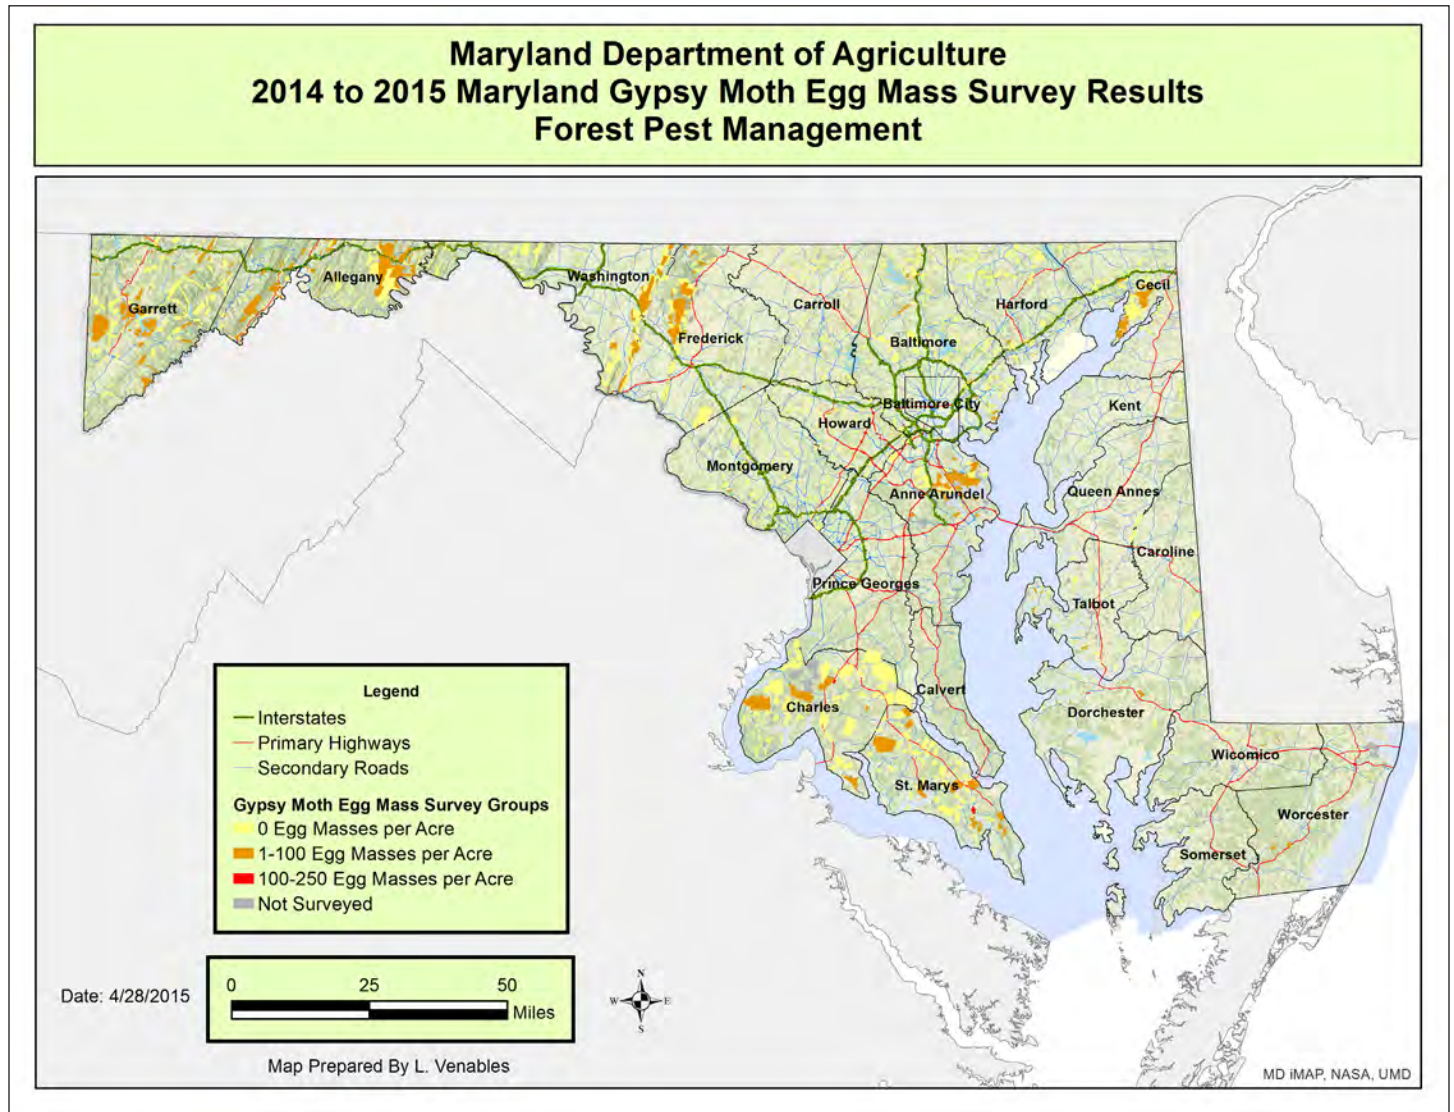 Maryland Department of Agriculture
2014 to 2015 Maryland Gypsy Moth Egg Mass Survey Results
Forest Pest Management
Garrett
Allegany
Washington
Frederick
Carroll
Baltimore
Harford
Cecil
Baltimore City
Howard
Kent
Montgomery
Anne Arundel
Queen Annes
Caroline
Prince Georges
Talbot
Charles
Calvert
Dorchester
St. Marys
Wicomico
Worcester
Somerset
Legend
Interstates
Primary Highways
Secondary Roads
Gypsy Moth Egg Mass Survey Groups
0 Egg Masses per Acre
1-100 Egg Masses per Acre
100-250 Egg Masses per Acre
Not Surveyed
Date: 4/28/2015
0 25 50
Miles
N
W E
S
Map Prepared By L. Venables
MD iMAP, NASA, UMD